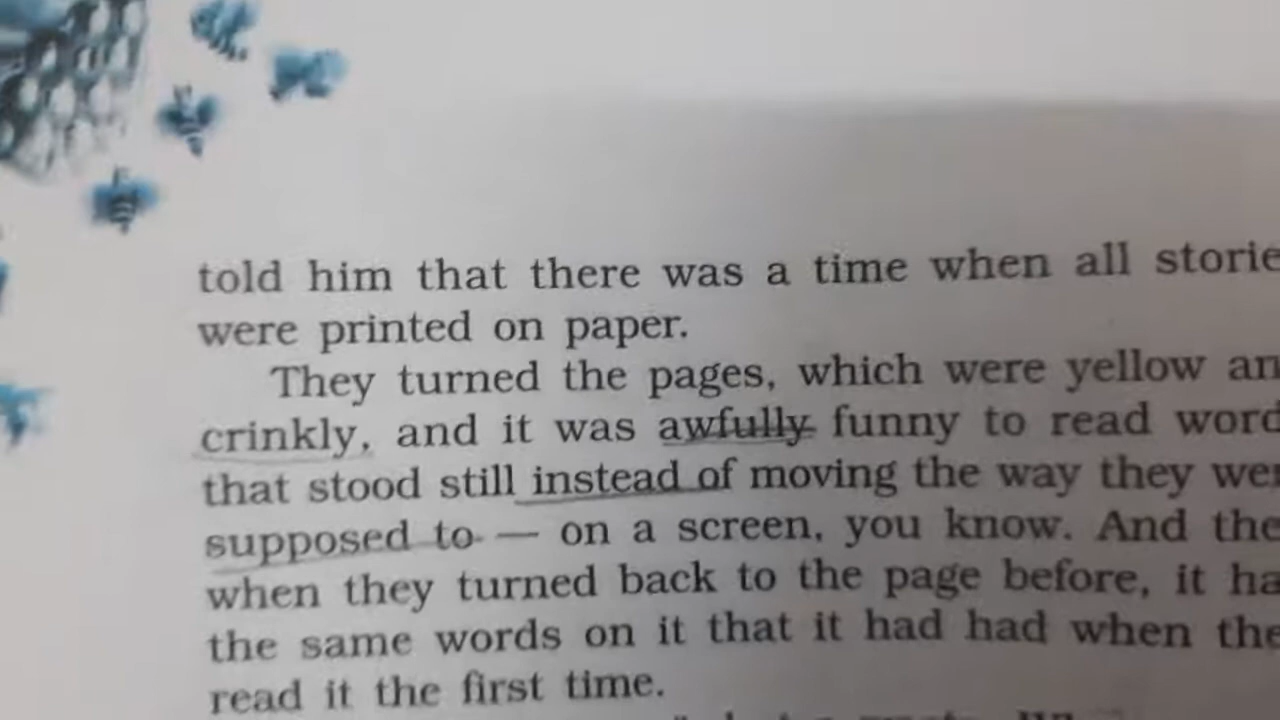 told him that there was a time when all storie
were printed on paper.
They turned the pages, which were yellow an
crinkly, and it was awfully funny to read word
that stood still instead of moving the way they wer
supposed to — on a screen, you know. And the
when they turned back to the page before, it ha
the same words on it that it had had when the
read it the first time.